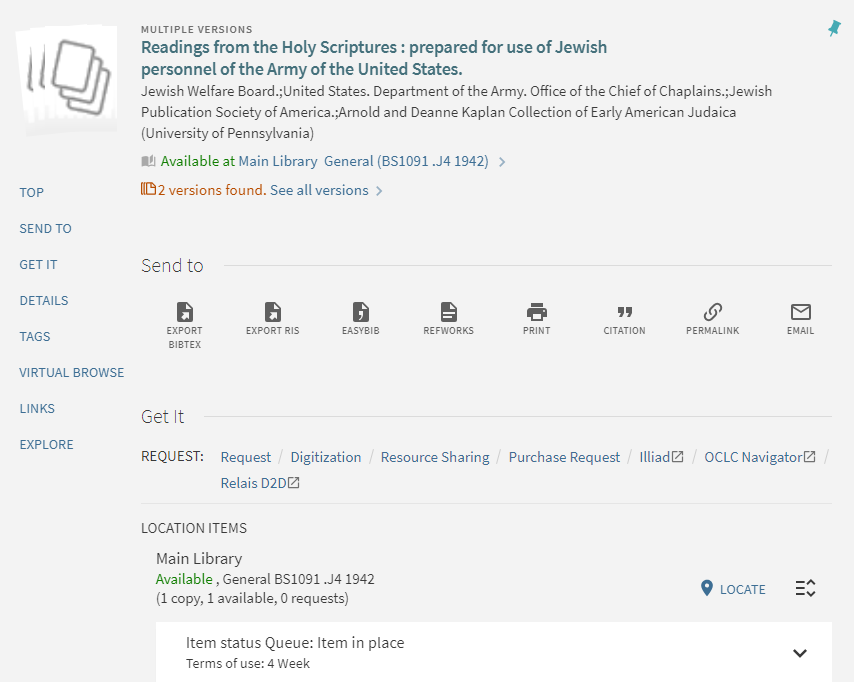 MULTIPLE VERSIONS
Readings from the Holy Scriptures : prepared for use of Jewish
personnel of the Army of the United States.
Jewish Welfare Board.;United States. Department of the Army. Office of the Chief of Chaplains.;Jewish
Publication Society of America.;Arnold and Deanne Kaplan Collection of Early American Judaica
(University of Pennsylvania)
Available at Main Library General (BS1091 .J4 1942)
2 versions found. See all versions
TOP
SEND TO
GET IT
DETAILS
TAGS
VIRTUAL BROWSE
LINKS
EXPLORE
Send to
EXPORT BIBTEX
EXPORT RIS
EASYBIB
REFWORKS
PRINT
CITATION
PERMALINK
EMAIL
Get It
REQUEST: Request / Digitization / Resource Sharing / Purchase Request / Illiad / OCLC Navigator /
Relais D2D
LOCATION ITEMS
Main Library
Available , General BS1091 .J4 1942
(1 copy, 1 available, 0 requests)
LOCATE
Item status Queue: Item in place
Terms of use: 4 Week